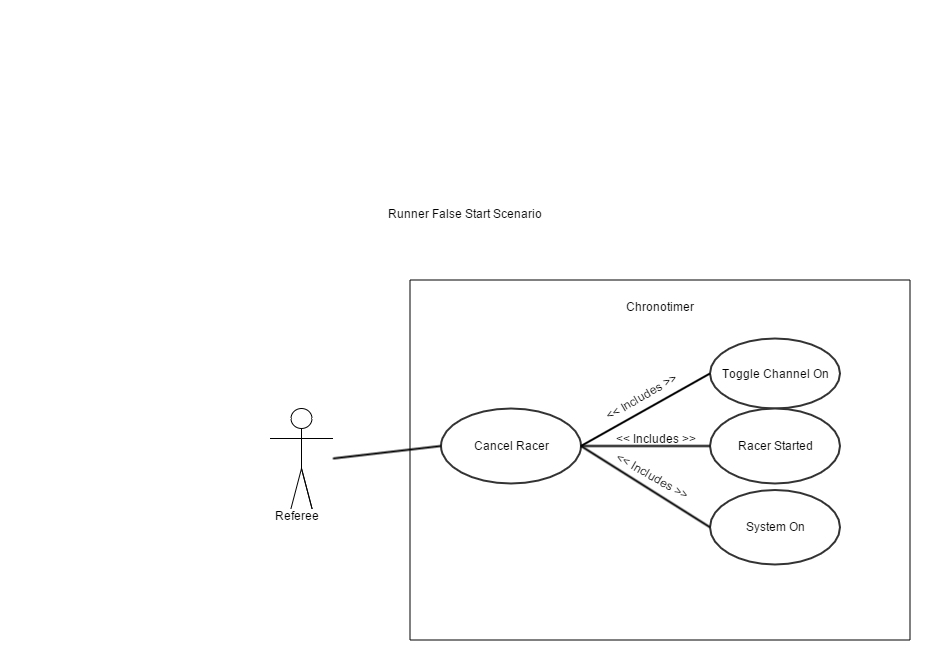 Runner False Start Scenario
Chronotimer
Toggle Channel On
<< Includes >>
Cancel Racer
<< Includes >>
Racer Started
<< Includes >>
System On
Referee